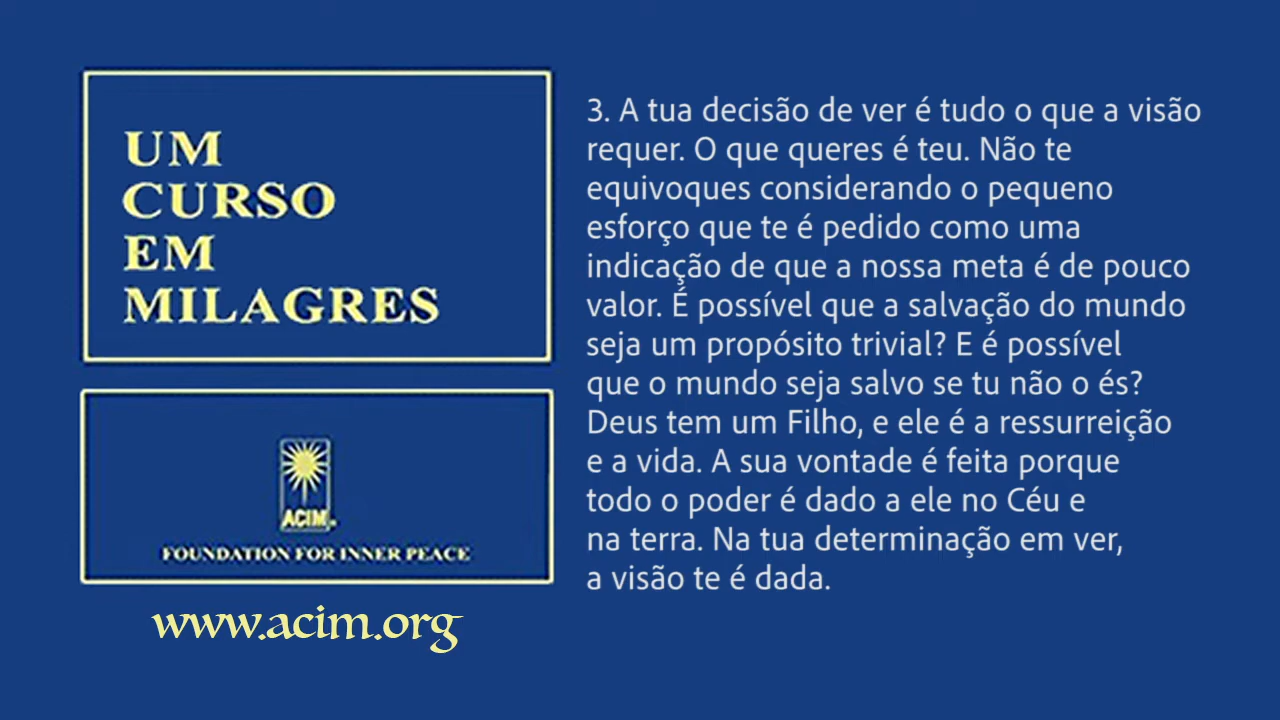 UM
CURSO
EM
MILAGRES
ACIM®
FOUNDATION FOR INNER PEACE
www.acim.org
3. A tua decisão de ver é tudo o que a visão
requer. O que queres é teu. Não te
equivoques considerando o pequeno
esforço que te é pedido como uma
indicação de que a nossa meta é de pouco
valor. É possível que a salvação do mundo
seja um propósito trivial? E é possível
que o mundo seja salvo se tu não o és?
Deus tem um Filho, e ele é a ressurreição
e a vida. A sua vontade é feita porque
todo o poder é dado a ele no Céu e
na terra. Na tua determinação em ver,
a visão te é dada.